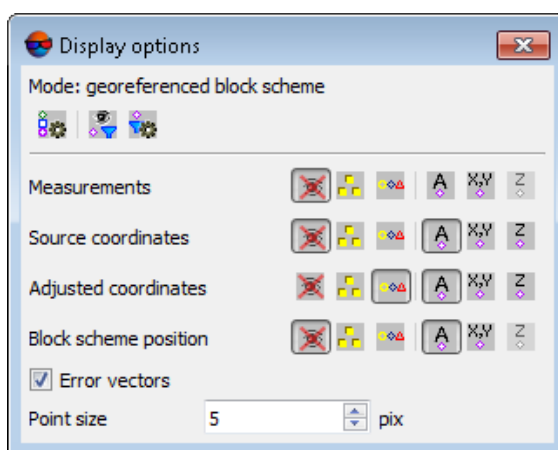 Display options
Mode: georeferenced block scheme
Measurements A X,Y Z
Source coordinates A X,Y Z
Adjusted coordinates A X,Y Z
Block scheme position A X,Y Z
Error vectors
Point size 5 pix